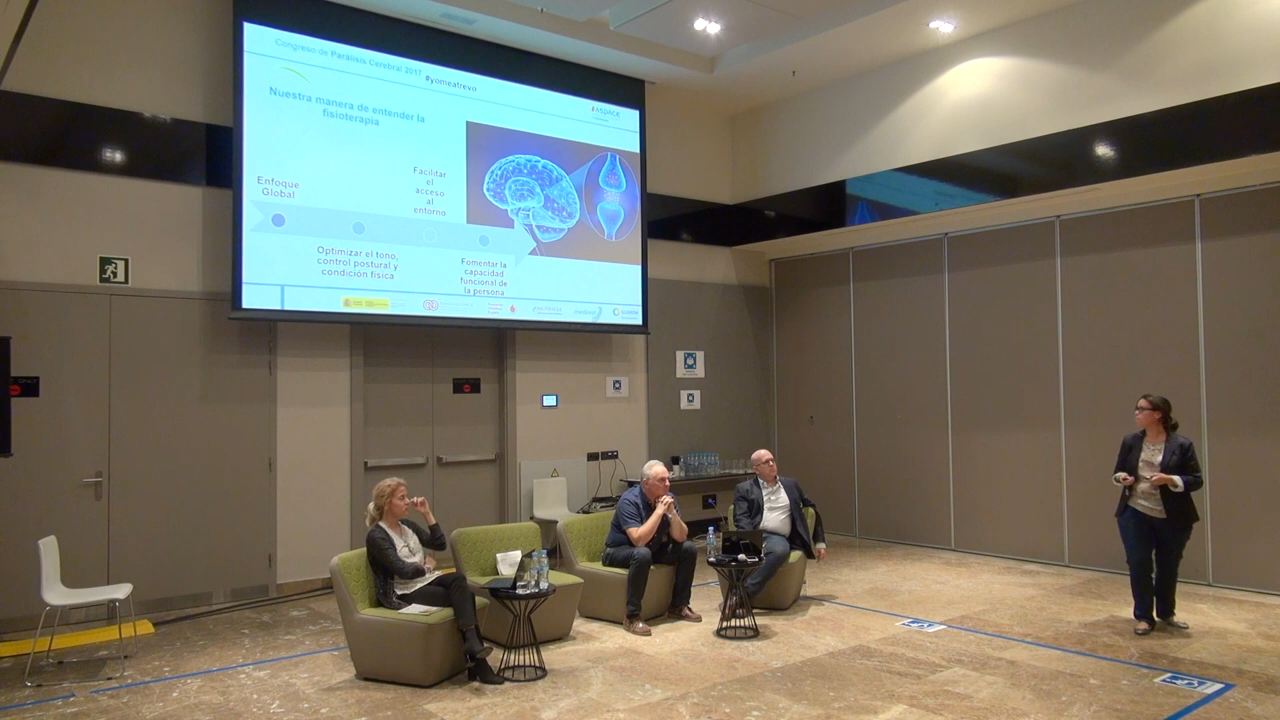 Congreso de Parálisis Cerebral 2017 #yomeatrevo
aspace
Nuestra manera de entender la
fisioterapia
Enfoque
Global
Facilitar
el
acceso
al
entorno
Optimizar el tono,
control postural y
condición física
Fomentar la
capacidad
funcional de
la persona